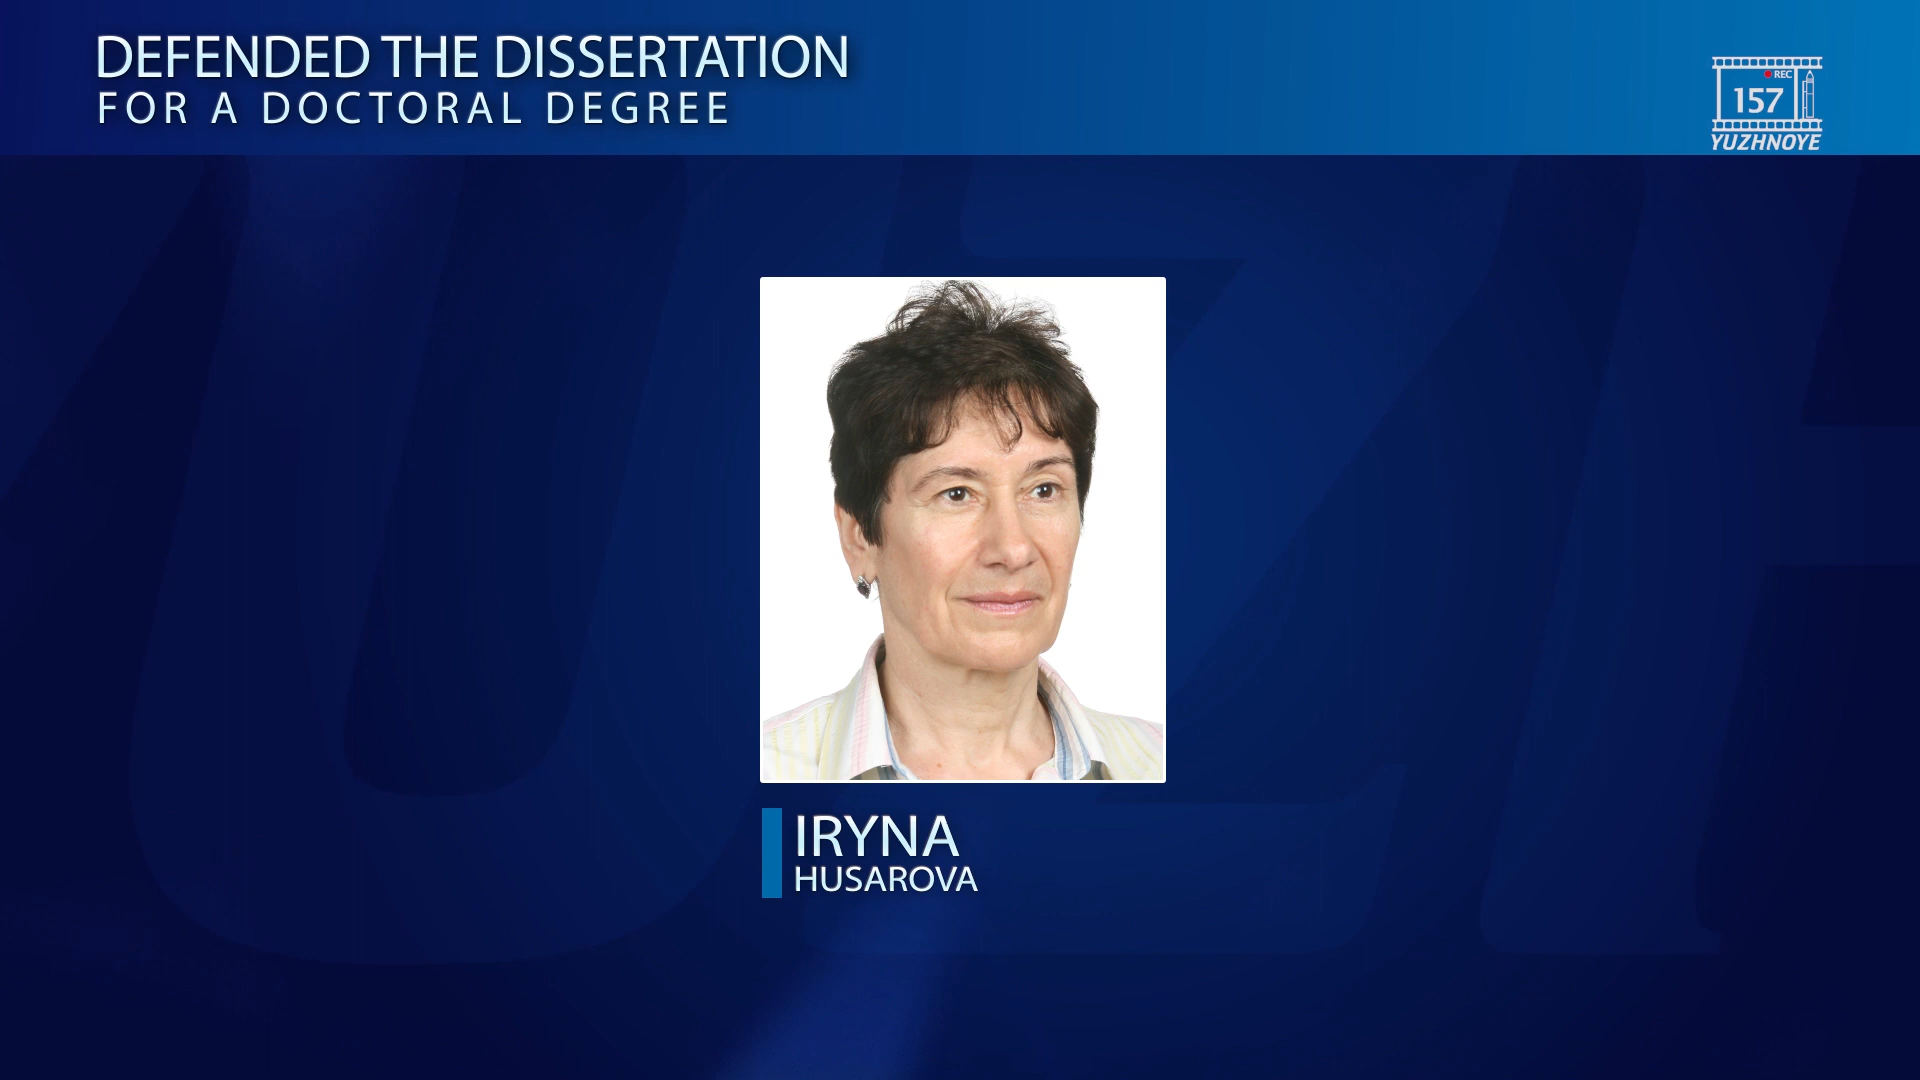 DEFENDED THE DISSERTATION
FOR A DOCTORAL DEGREE
REC
157
YUZHNOYE
IRYNA
HUSAROVA